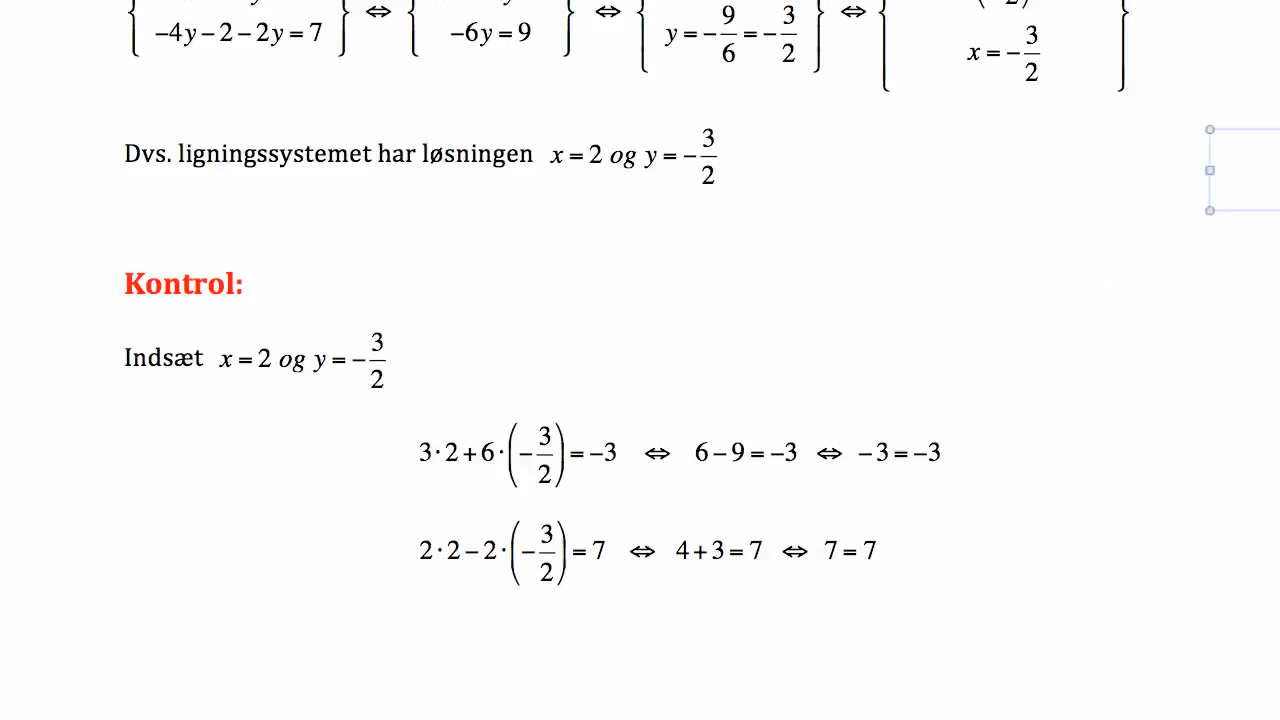 −4y−2−2y=7 ⇔ −6y=9 ⇔ y=−9/6=−3/2 ⇔ x=−3/2
Dvs. ligningssystemet har løsningen x=2 og y=−3/2
Kontrol:
Indsæt x=2 og y=−3/2
3·2+6·(−3/2)=−3 ⇔ 6−9=−3 ⇔ −3=−3
2·2−2·(−3/2)=7 ⇔ 4+3=7 ⇔ 7=7